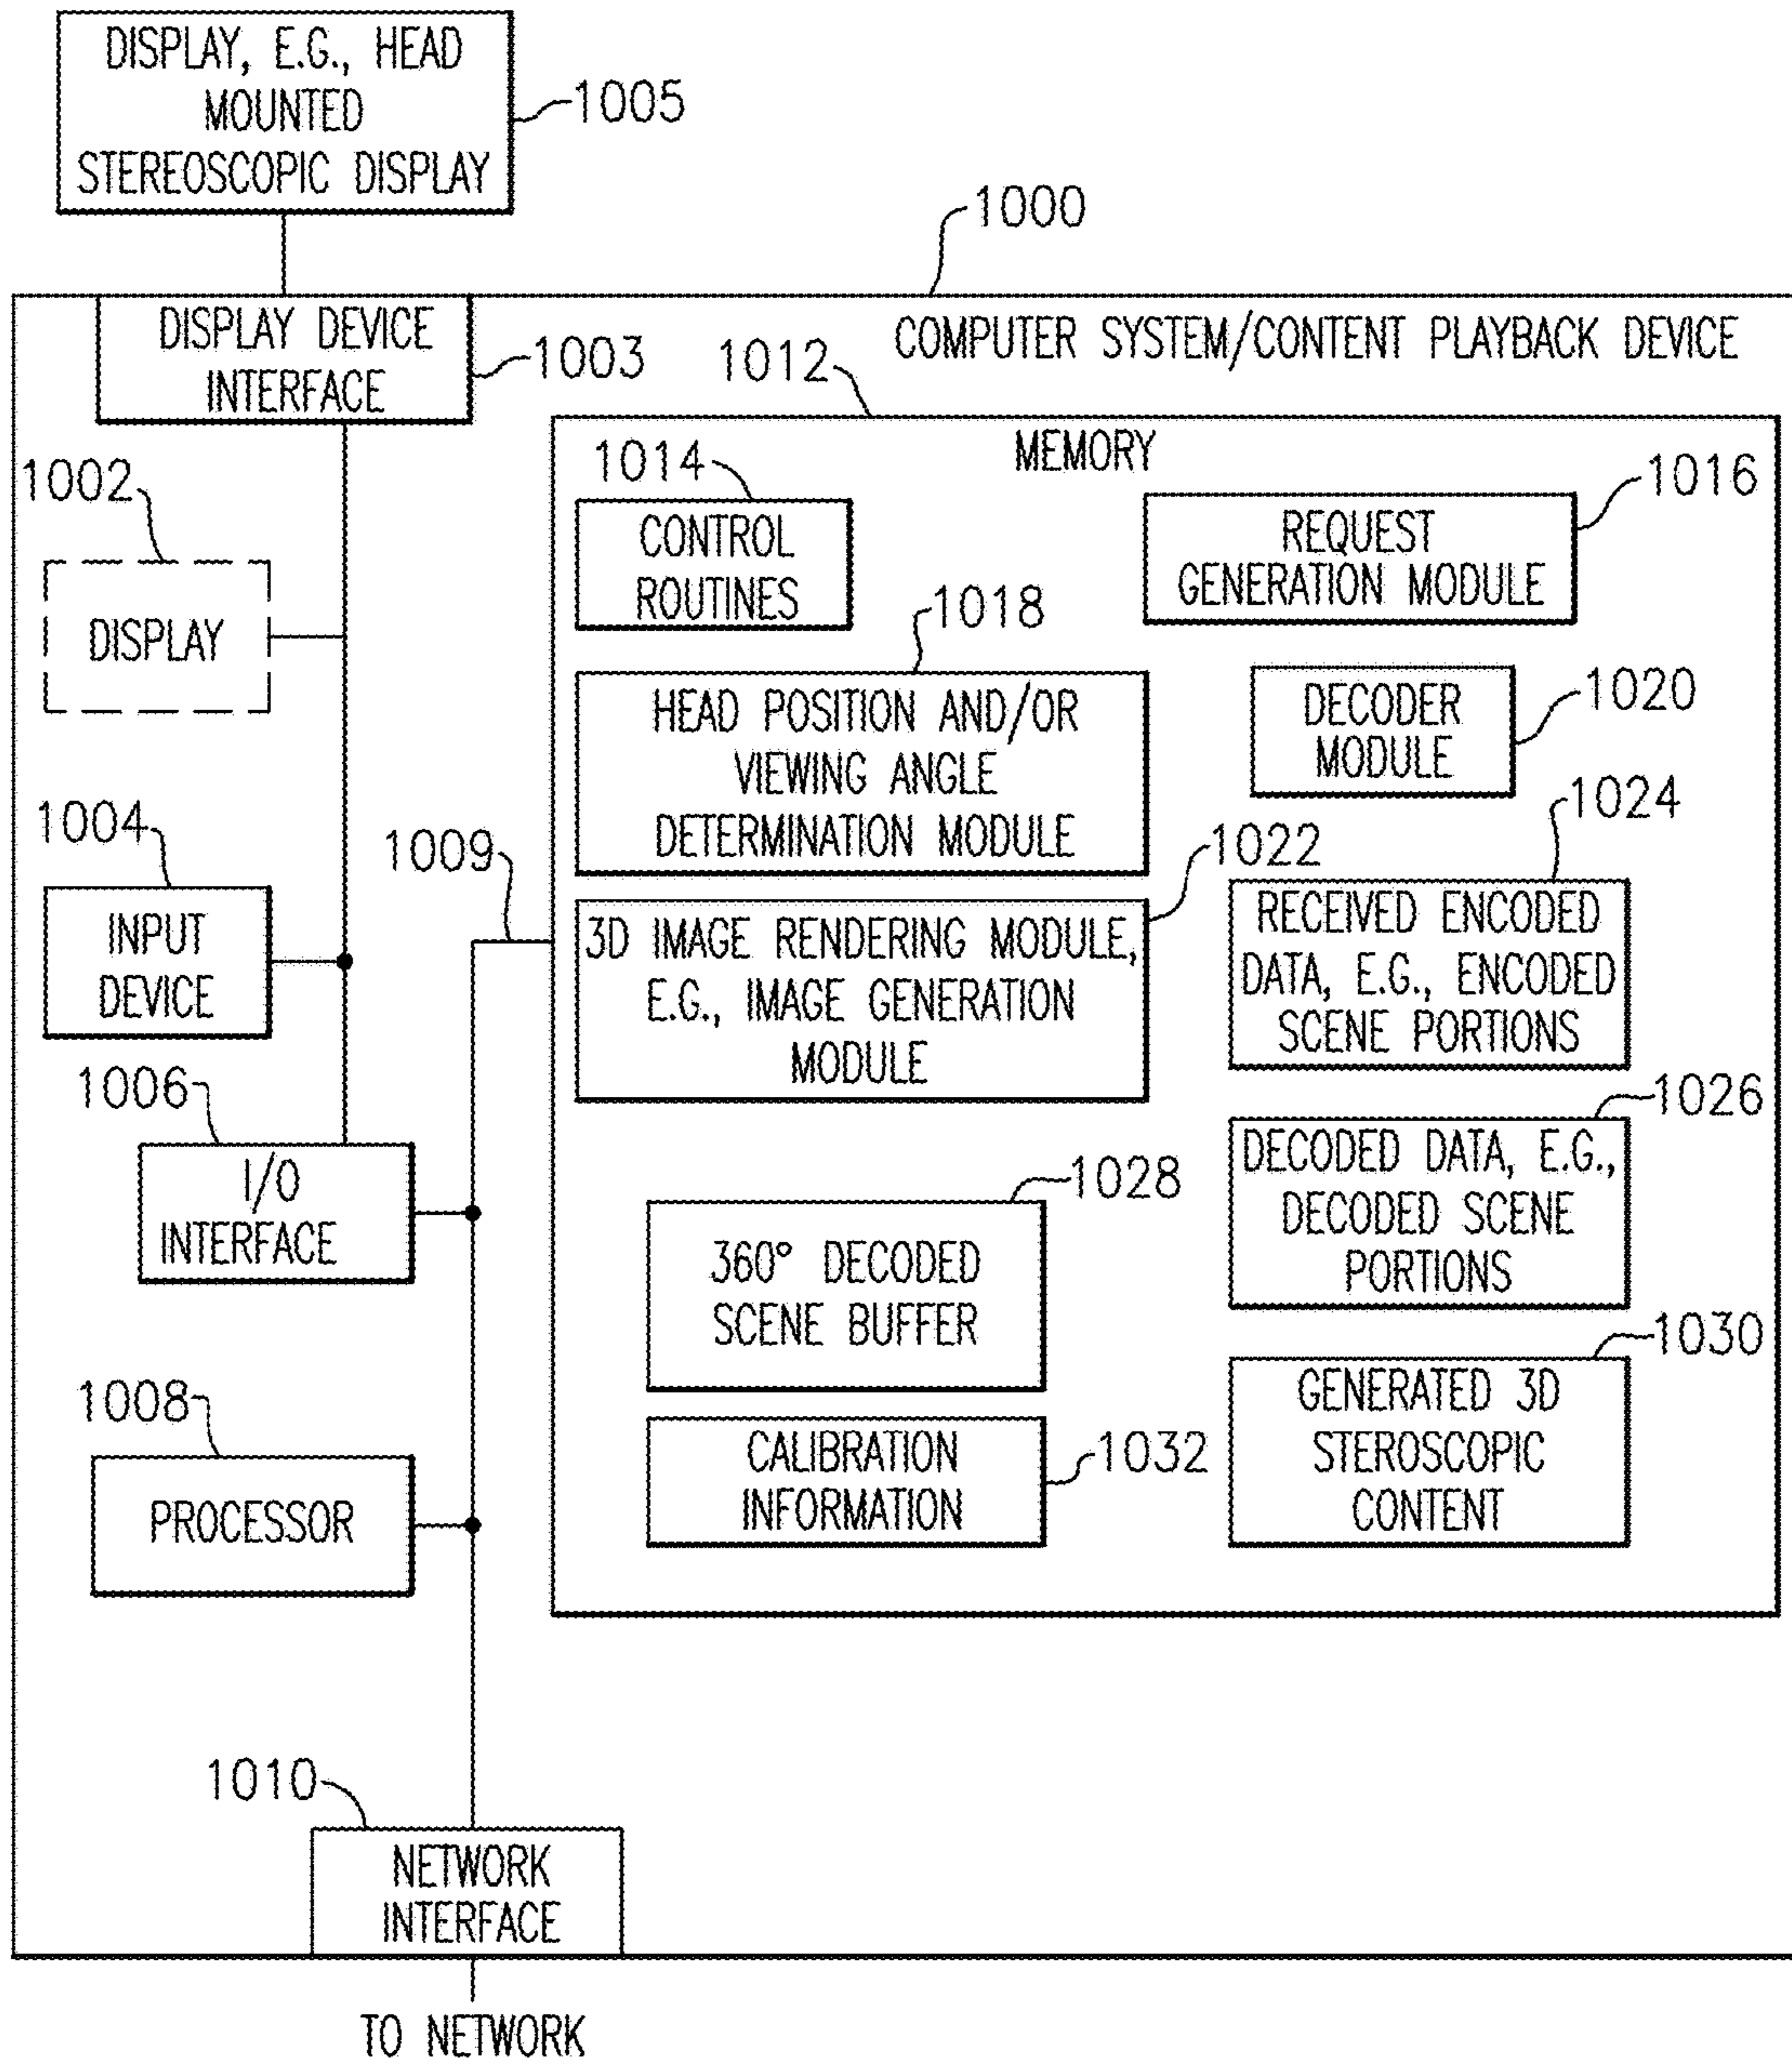 DISPLAY, E.G., HEAD
MOUNTED
STEREOSCOPIC DISPLAY
1005
1000
DISPLAY DEVICE
INTERFACE
1003
COMPUTER SYSTEM/CONTENT PLAYBACK DEVICE
1012
MEMORY
1002
DISPLAY
1014
CONTROL
ROUTINES
1016
REQUEST
GENERATION MODULE
1018
HEAD POSITION AND/OR
VIEWING ANGLE
DETERMINATION MODULE
1020
DECODER
MODULE
1004
INPUT
DEVICE
1009
1022
3D IMAGE RENDERING MODULE,
E.G., IMAGE GENERATION
MODULE
1024
RECEIVED ENCODED
DATA, E.G., ENCODED
SCENE PORTIONS
1006
I/O
INTERFACE
1026
DECODED DATA, E.G.,
DECODED SCENE
PORTIONS
1028
360° DECODED
SCENE BUFFER
1008
PROCESSOR
1032
CALIBRATION
INFORMATION
1030
GENERATED 3D
STEROSCOPIC
CONTENT
1010
NETWORK
INTERFACE
TO NETWORK